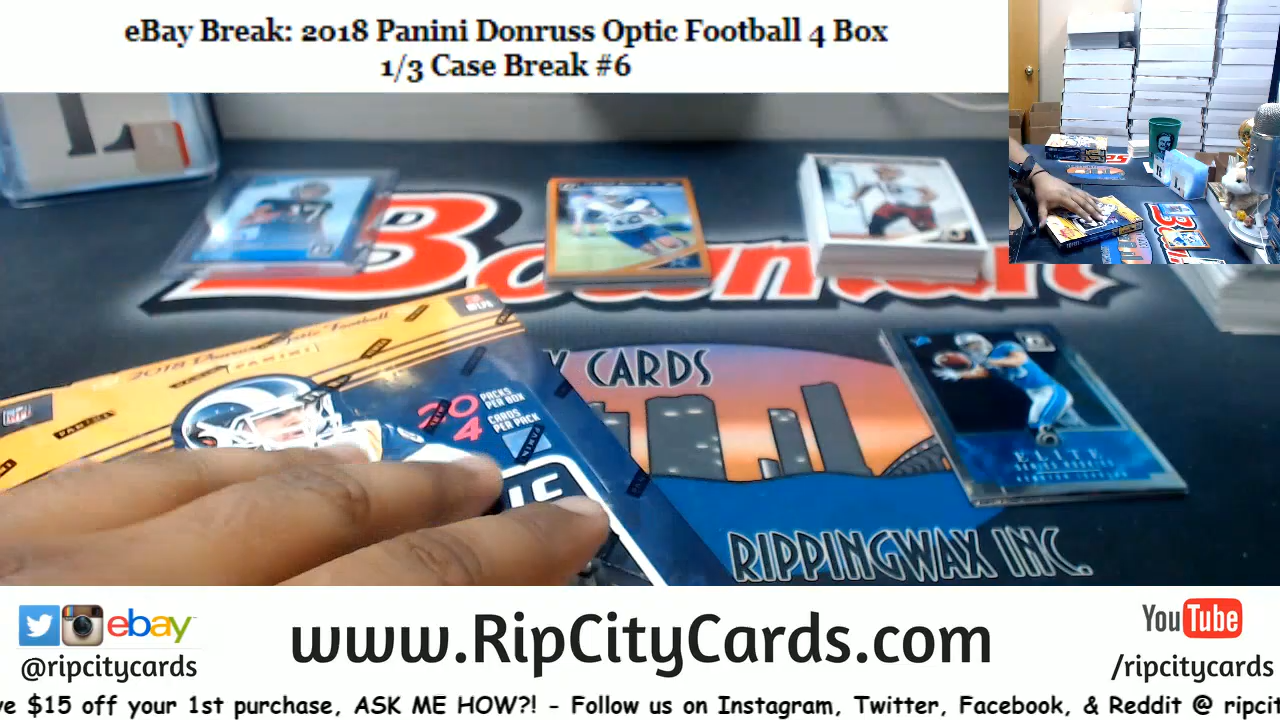 eBay Break: 2018 Panini Donruss Optic Football 4 Box
1/3 Case Break #6
Bowman
2018 Donruss Optic Football
PANINI
20 PACKS PER BOX
4 CARDS PER PACK
CARDS
ELITE
RIPPINGWAX INC.
ebay
@ripcitycards
www.RipCityCards.com
YouTube
/ripcitycards
ve $15 off your 1st purchase, ASK ME HOW?! - Follow us on Instagram, Twitter, Facebook, & Reddit @ ripcit